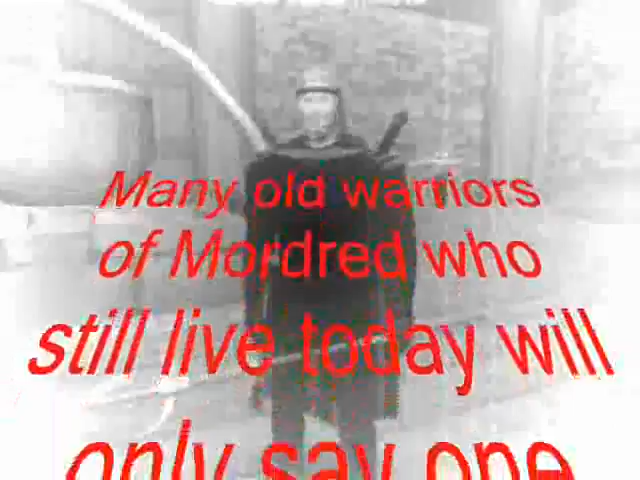 Many old warriors
of Mordred who
still live today will
only say one